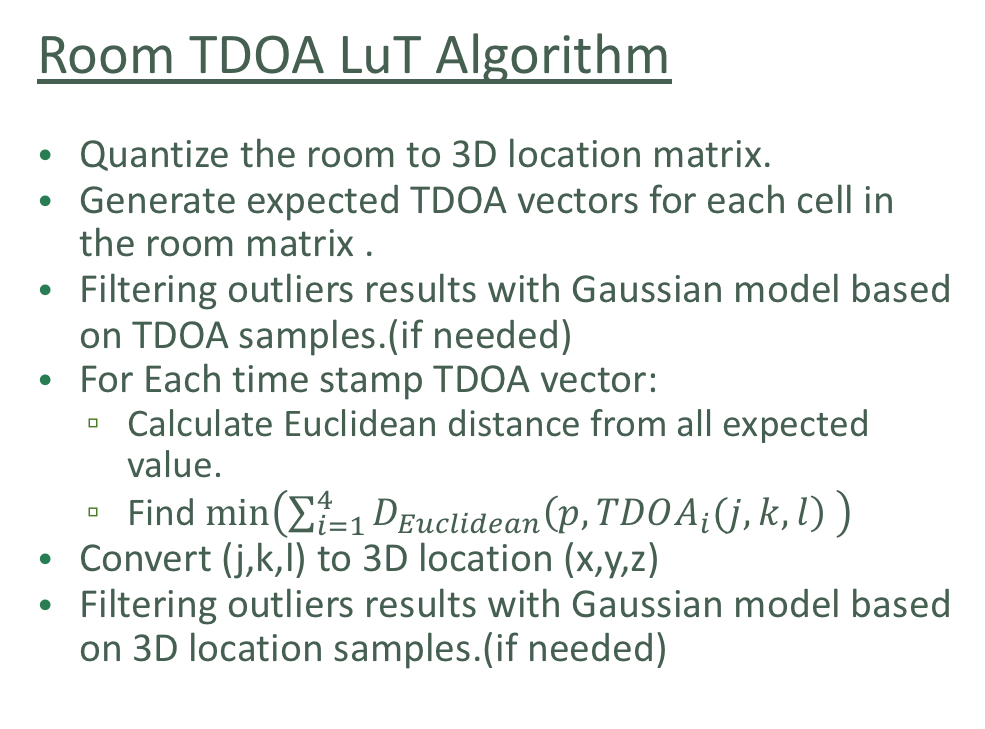 Room TDOA LuT Algorithm
• Quantize the room to 3D location matrix.
• Generate expected TDOA vectors for each cell in
the room matrix .
• Filtering outliers results with Gaussian model based
on TDOA samples.(if needed)
• For Each time stamp TDOA vector:
▫ Calculate Euclidean distance from all expected
value.
▫ Find min(∑_{i=1}^{4} D_{Euclidean}(p, TDOA_i(j, k, l) )
• Convert (j,k,l) to 3D location (x,y,z)
• Filtering outliers results with Gaussian model based
on 3D location samples.(if needed)